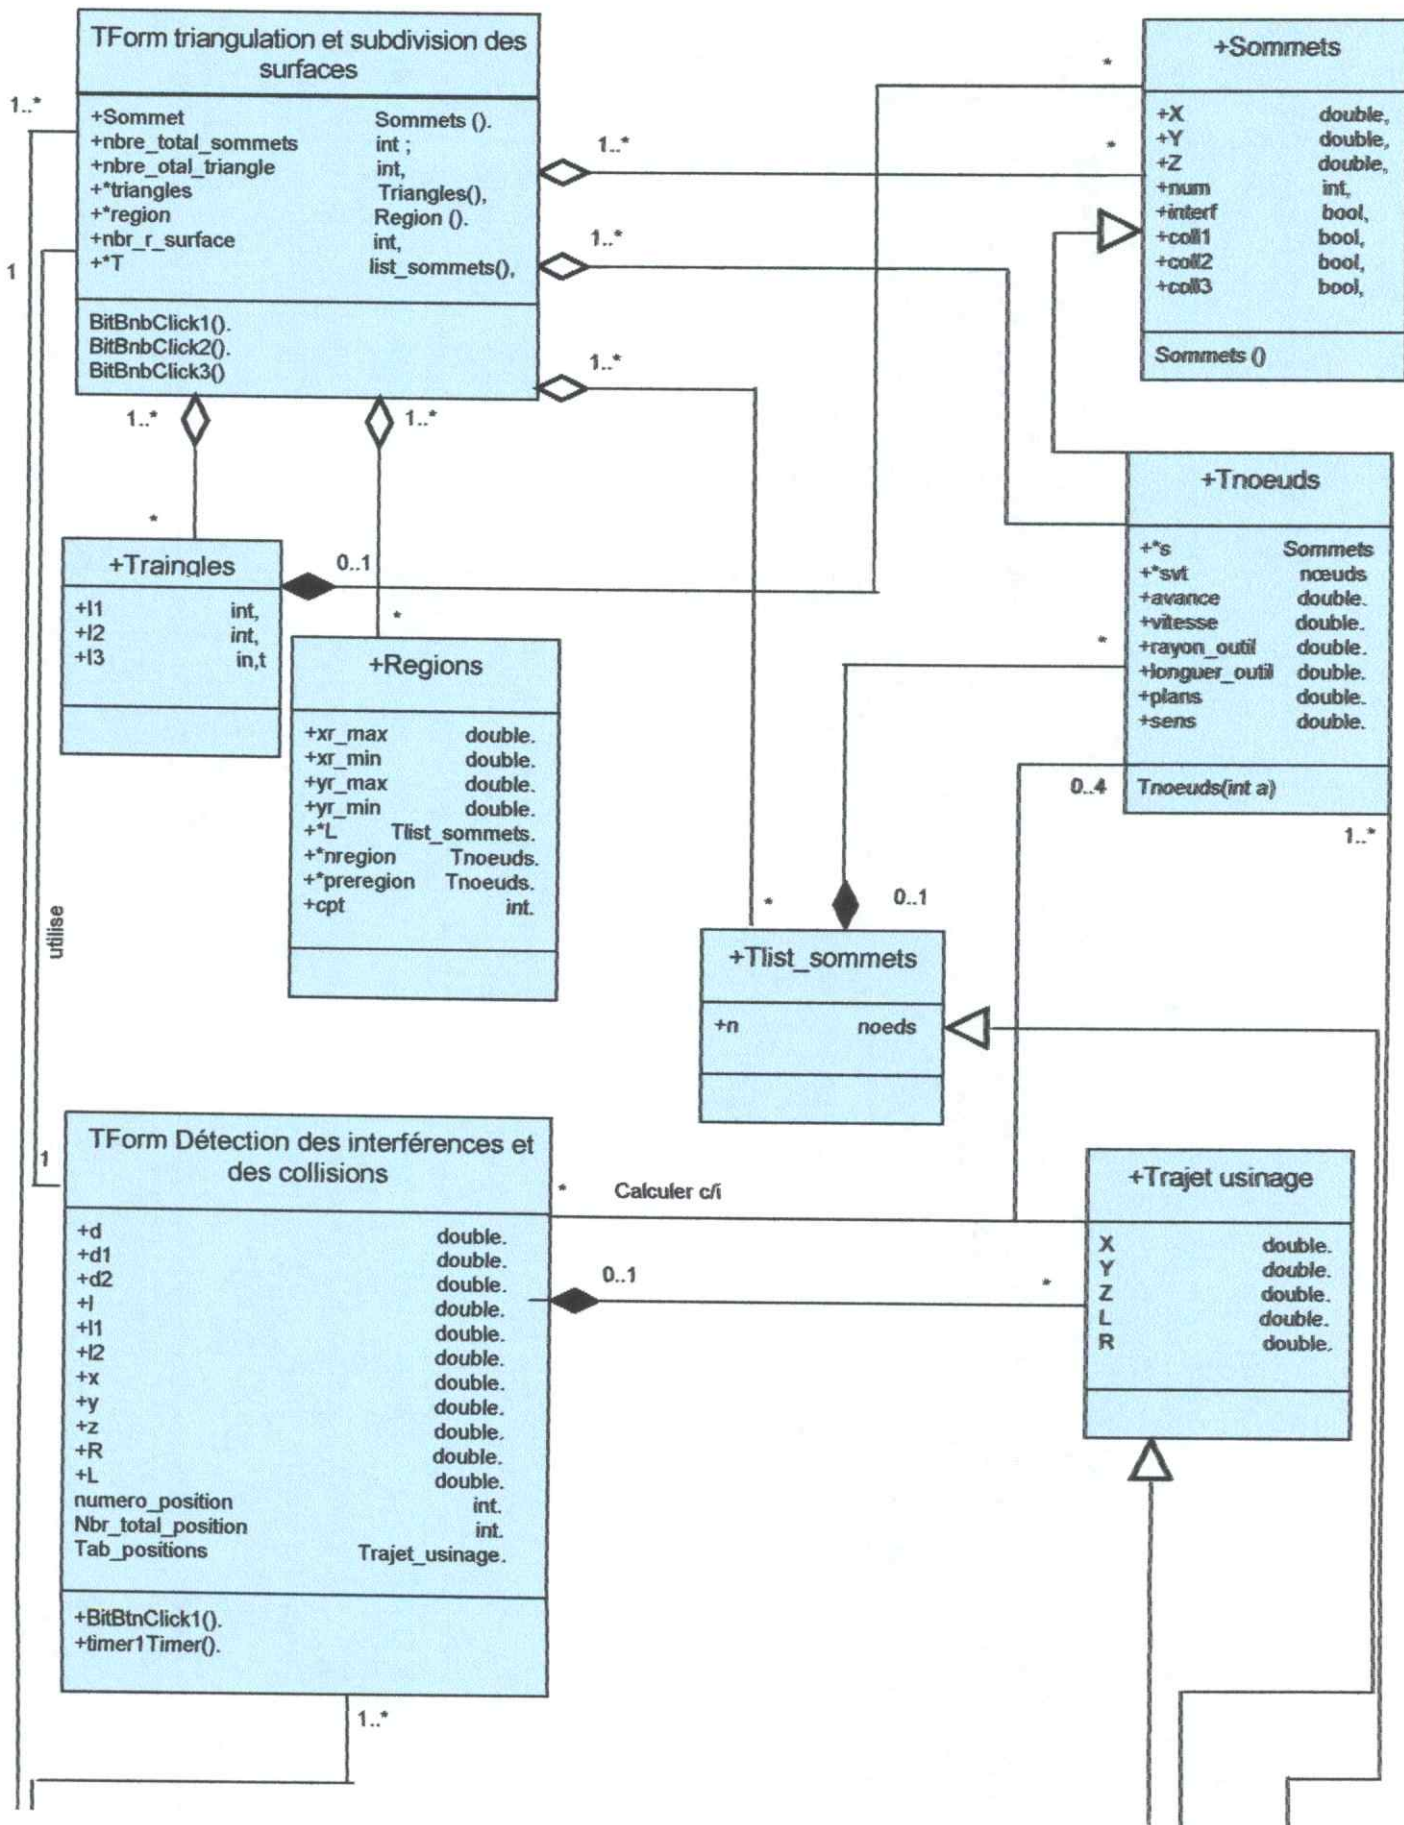 TForm triangulation et subdivision des
surfaces
+Sommet Sommets ().
+nbre_total_sommets int ;
+nbre_otal_triangle int,
+*triangles Triangles(),
+*region Region ().
+nbr_r_surface int,
+*T list_sommets(),
BitBnbClick1().
BitBnbClick2().
BitBnbClick3()
1..*
1
1..*
1..*
1..*
1..*
1..*
*
*
+Sommets
+X double,
+Y double,
+Z double,
+num int,
+interf bool,
+colli1 bool,
+colli2 bool,
+colli3 bool,
Sommets ()
*
+Traingles
+I1 int,
+I2 int,
+I3 in,t
0..1
*
+Regions
+xr_max double.
+xr_min double.
+yr_max double.
+yr_min double.
+*L Tlist_sommets.
+*nregion Tnoeuds.
+*preregion Tnoeuds.
+cpt int.
+Tnoeuds
+*s Sommets
+*svt nœuds
+avance double.
+vitesse double.
+rayon_outil double.
+longuer_outil double.
+plans double.
+sens double.
Tnoeuds(int a)
*
0..4
1..*
utilise
*
0..1
+Tlist_sommets
+n noeds
1
TForm Détection des interférences et
des collisions
+d double.
+d1 double.
+d2 double.
+l double.
+l1 double.
+l2 double.
+x double.
+y double.
+z double.
+R double.
+L double.
numero_position int.
Nbr_total_position int.
Tab_positions Trajet_usinage.
+BitBtnClick1().
+timer1Timer().
* Calculer c/i
0..1
*
+Trajet usinage
X double.
Y double.
Z double.
L double.
R double.
1..*